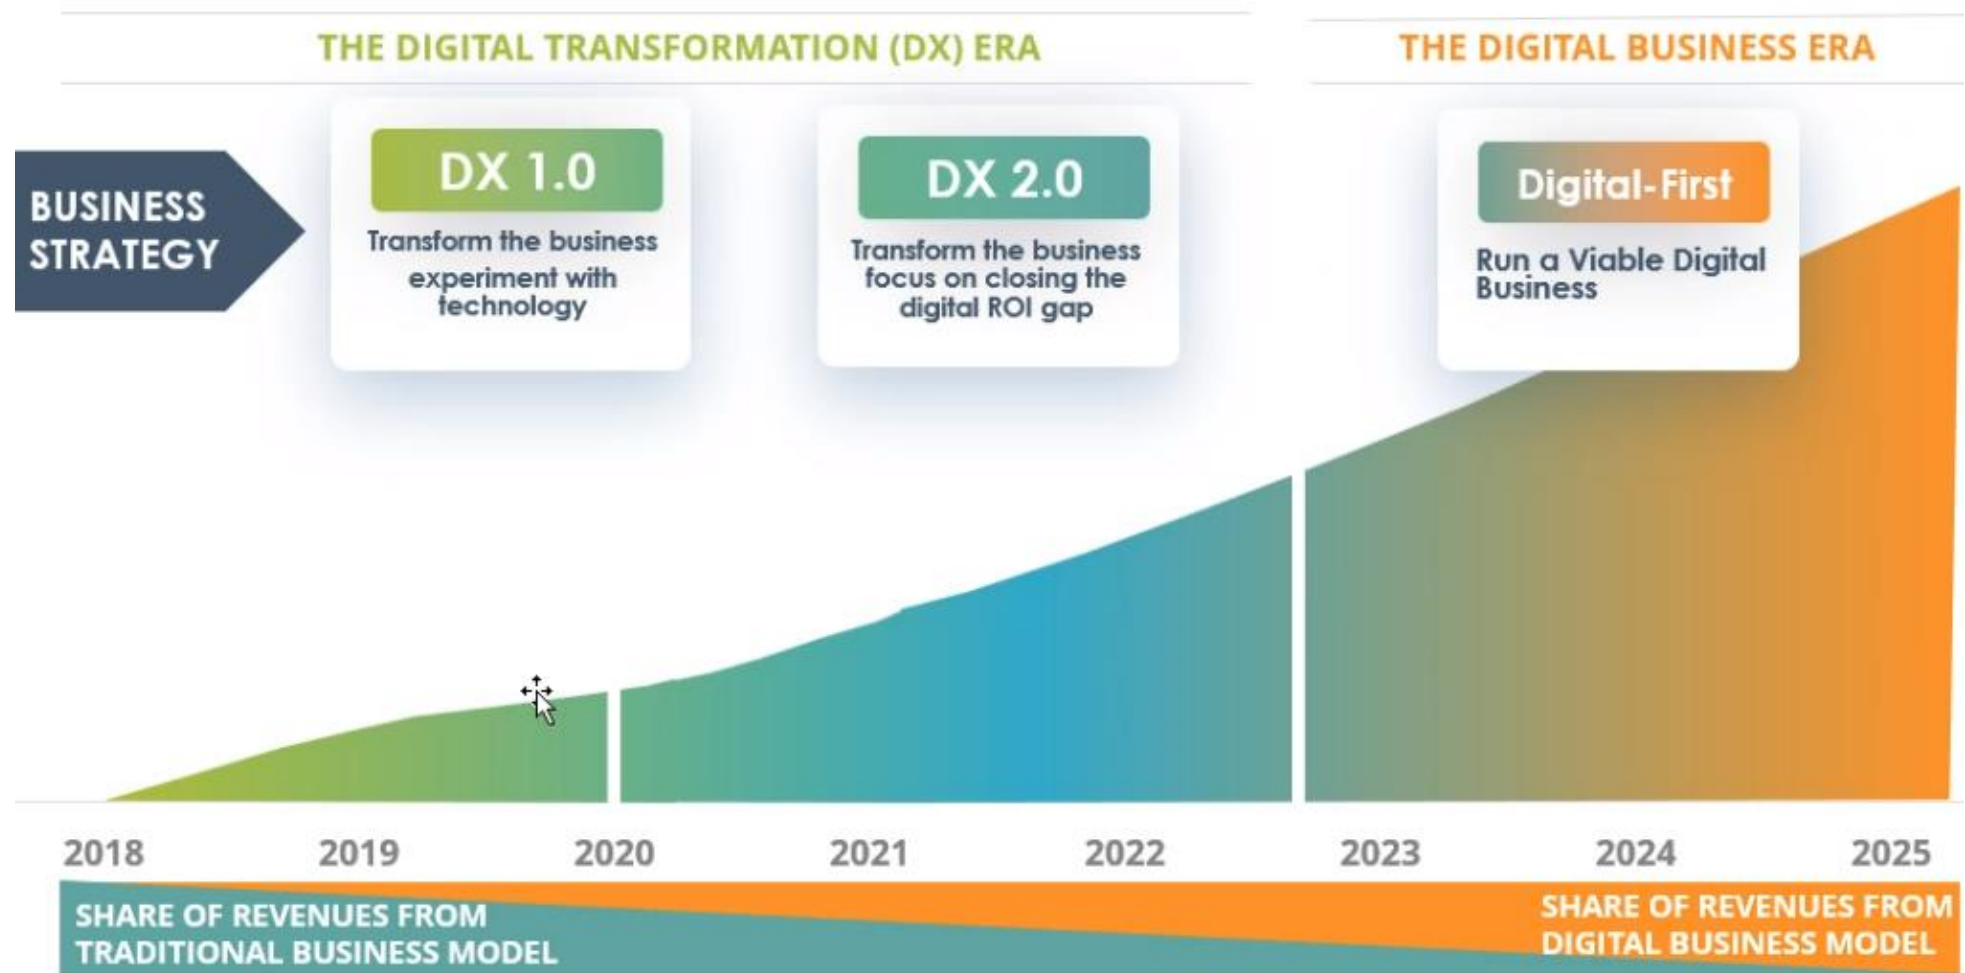 THE DIGITAL TRANSFORMATION (DX) ERA
THE DIGITAL BUSINESS ERA
BUSINESS
STRATEGY
DX 1.0
Transform the business
experiment with
technology
DX 2.0
Transform the business
focus on closing the
digital ROI gap
Digital-First
Run a Viable Digital
Business
2018 2019 2020 2021 2022 2023 2024 2025
SHARE OF REVENUES FROM
TRADITIONAL BUSINESS MODEL
SHARE OF REVENUES FROM
DIGITAL BUSINESS MODEL